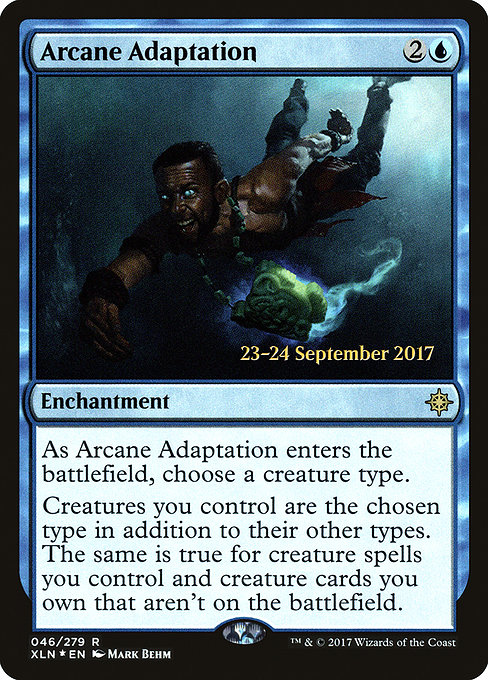 Arcane Adaptation 2
23–24 September 2017
Enchantment
As Arcane Adaptation enters the
battlefield, choose a creature type.
Creatures you control are the chosen
type in addition to their other types.
The same is true for creature spells
you control and creature cards you
own that aren't on the battlefield.
046/279 R
XLN ★ EN Mark Behm
™ & © 2017 Wizards of the Coast